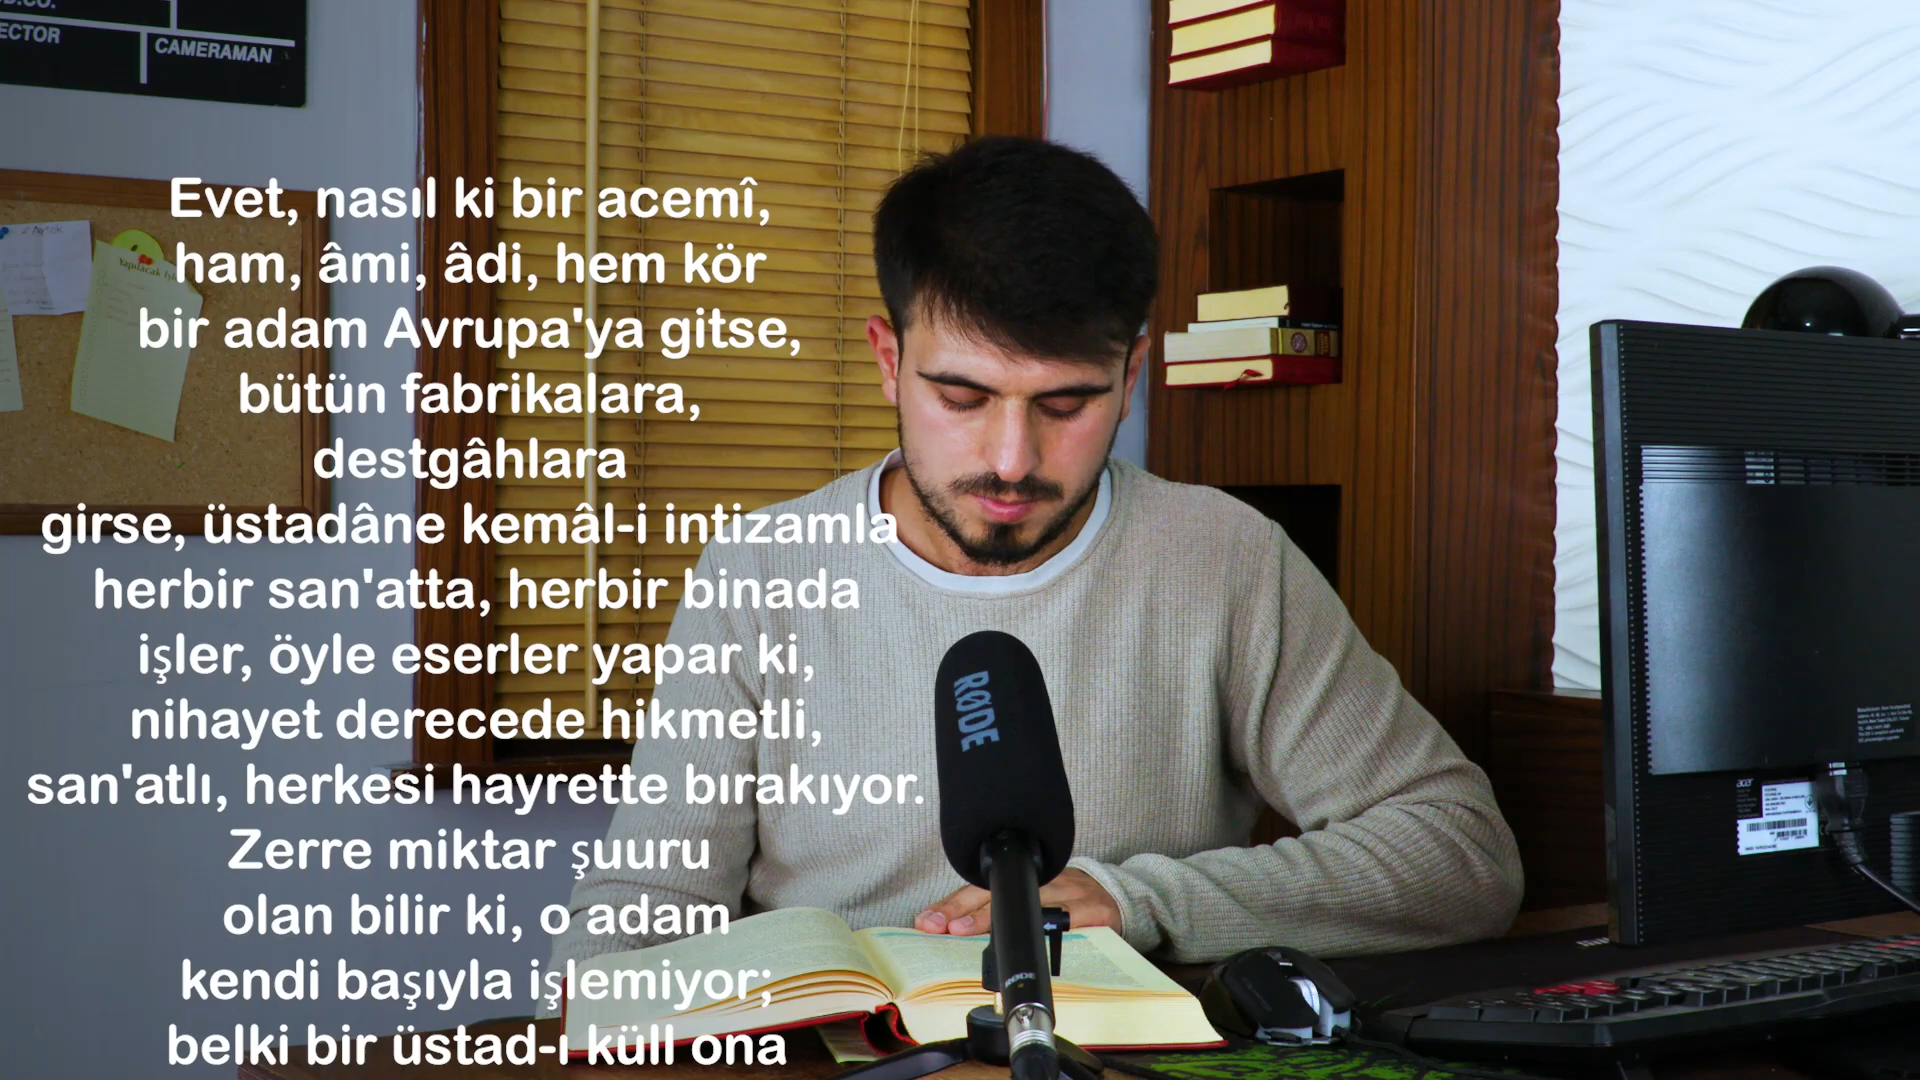 ECTOR
CAMERAMAN
Yapılacak
Evet, nasıl ki bir acemî,
ham, âmi, âdi, hem kör
bir adam Avrupa'ya gitse,
bütün fabrikalara,
destgâhlara
girse, üstadâne kemâl-i intizamla
herbir san'atta, herbir binada
işler, öyle eserler yapar ki,
nihayet derecede hikmetli,
san'atlı, herkesi hayrette bırakıyor.
Zerre miktar şuuru
olan bilir ki, o adam
kendi başıyla işlemiyor;
belki bir üstad-ı küll ona
RØDE
RØDE
acer